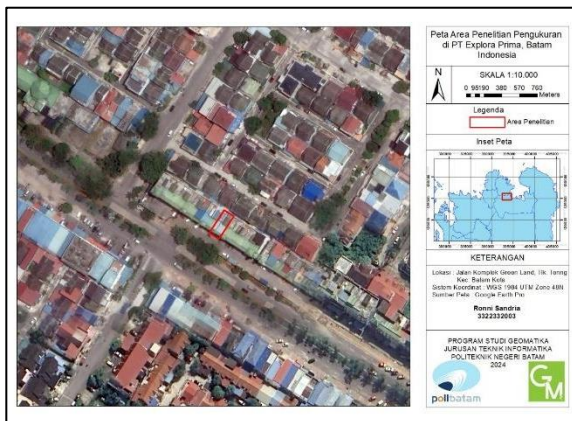 Peta Area Penelitian Pengukuran
di PT Explora Prima, Batam
Indonesia
N
SKALA 1:10.000
0 95190 380 570 760
Meters
Legenda
Area Penelitian
Inset Peta
KETERANGAN
Lokasi : Jalan Komplek Green Land, Tlk. Tering
Kec. Batam Kota
Sistem Koordinat : WGS 1984 UTM Zone 48N
Sumber Peta : Google Earth Pro
Ronni Sandria
3322332003
PROGRAM STUDI GEOMATIKA
JURUSAN TEKNIK INFORMATIKA
POLITEKNIK NEGERI BATAM
2024
polibatam
GM